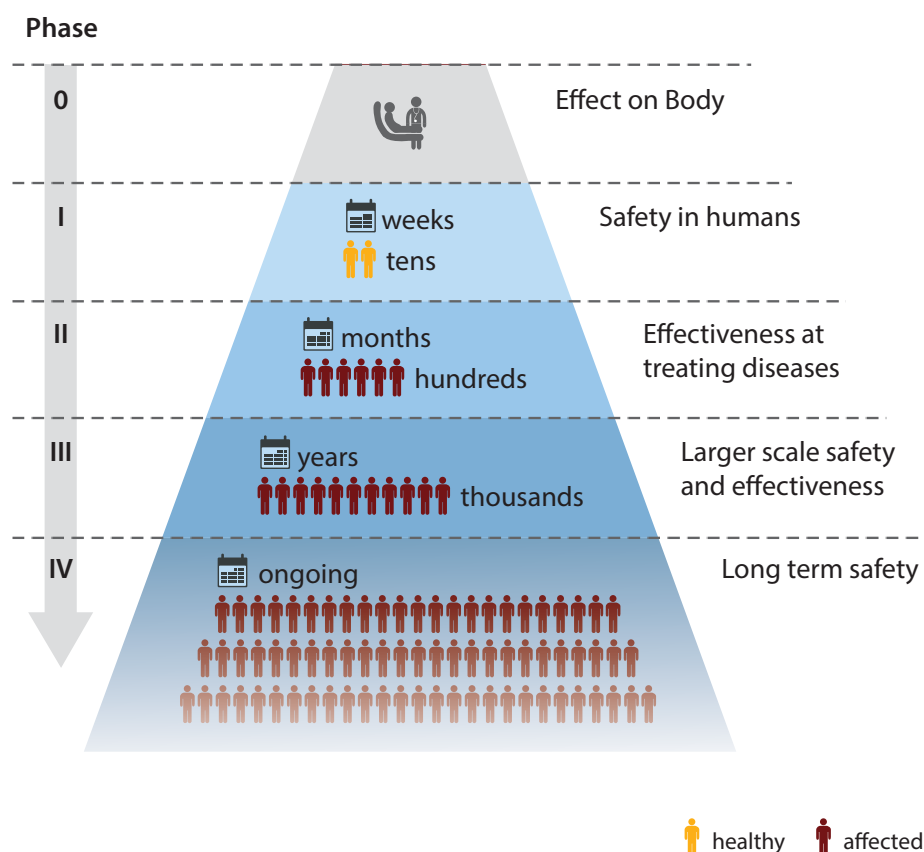 Phase
0
Effect on Body
I
weeks
Safety in humans
tens
II
months
Effectiveness at
treating diseases
hundreds
III
years
Larger scale safety
and effectiveness
thousands
IV
ongoing
Long term safety
healthy
affected